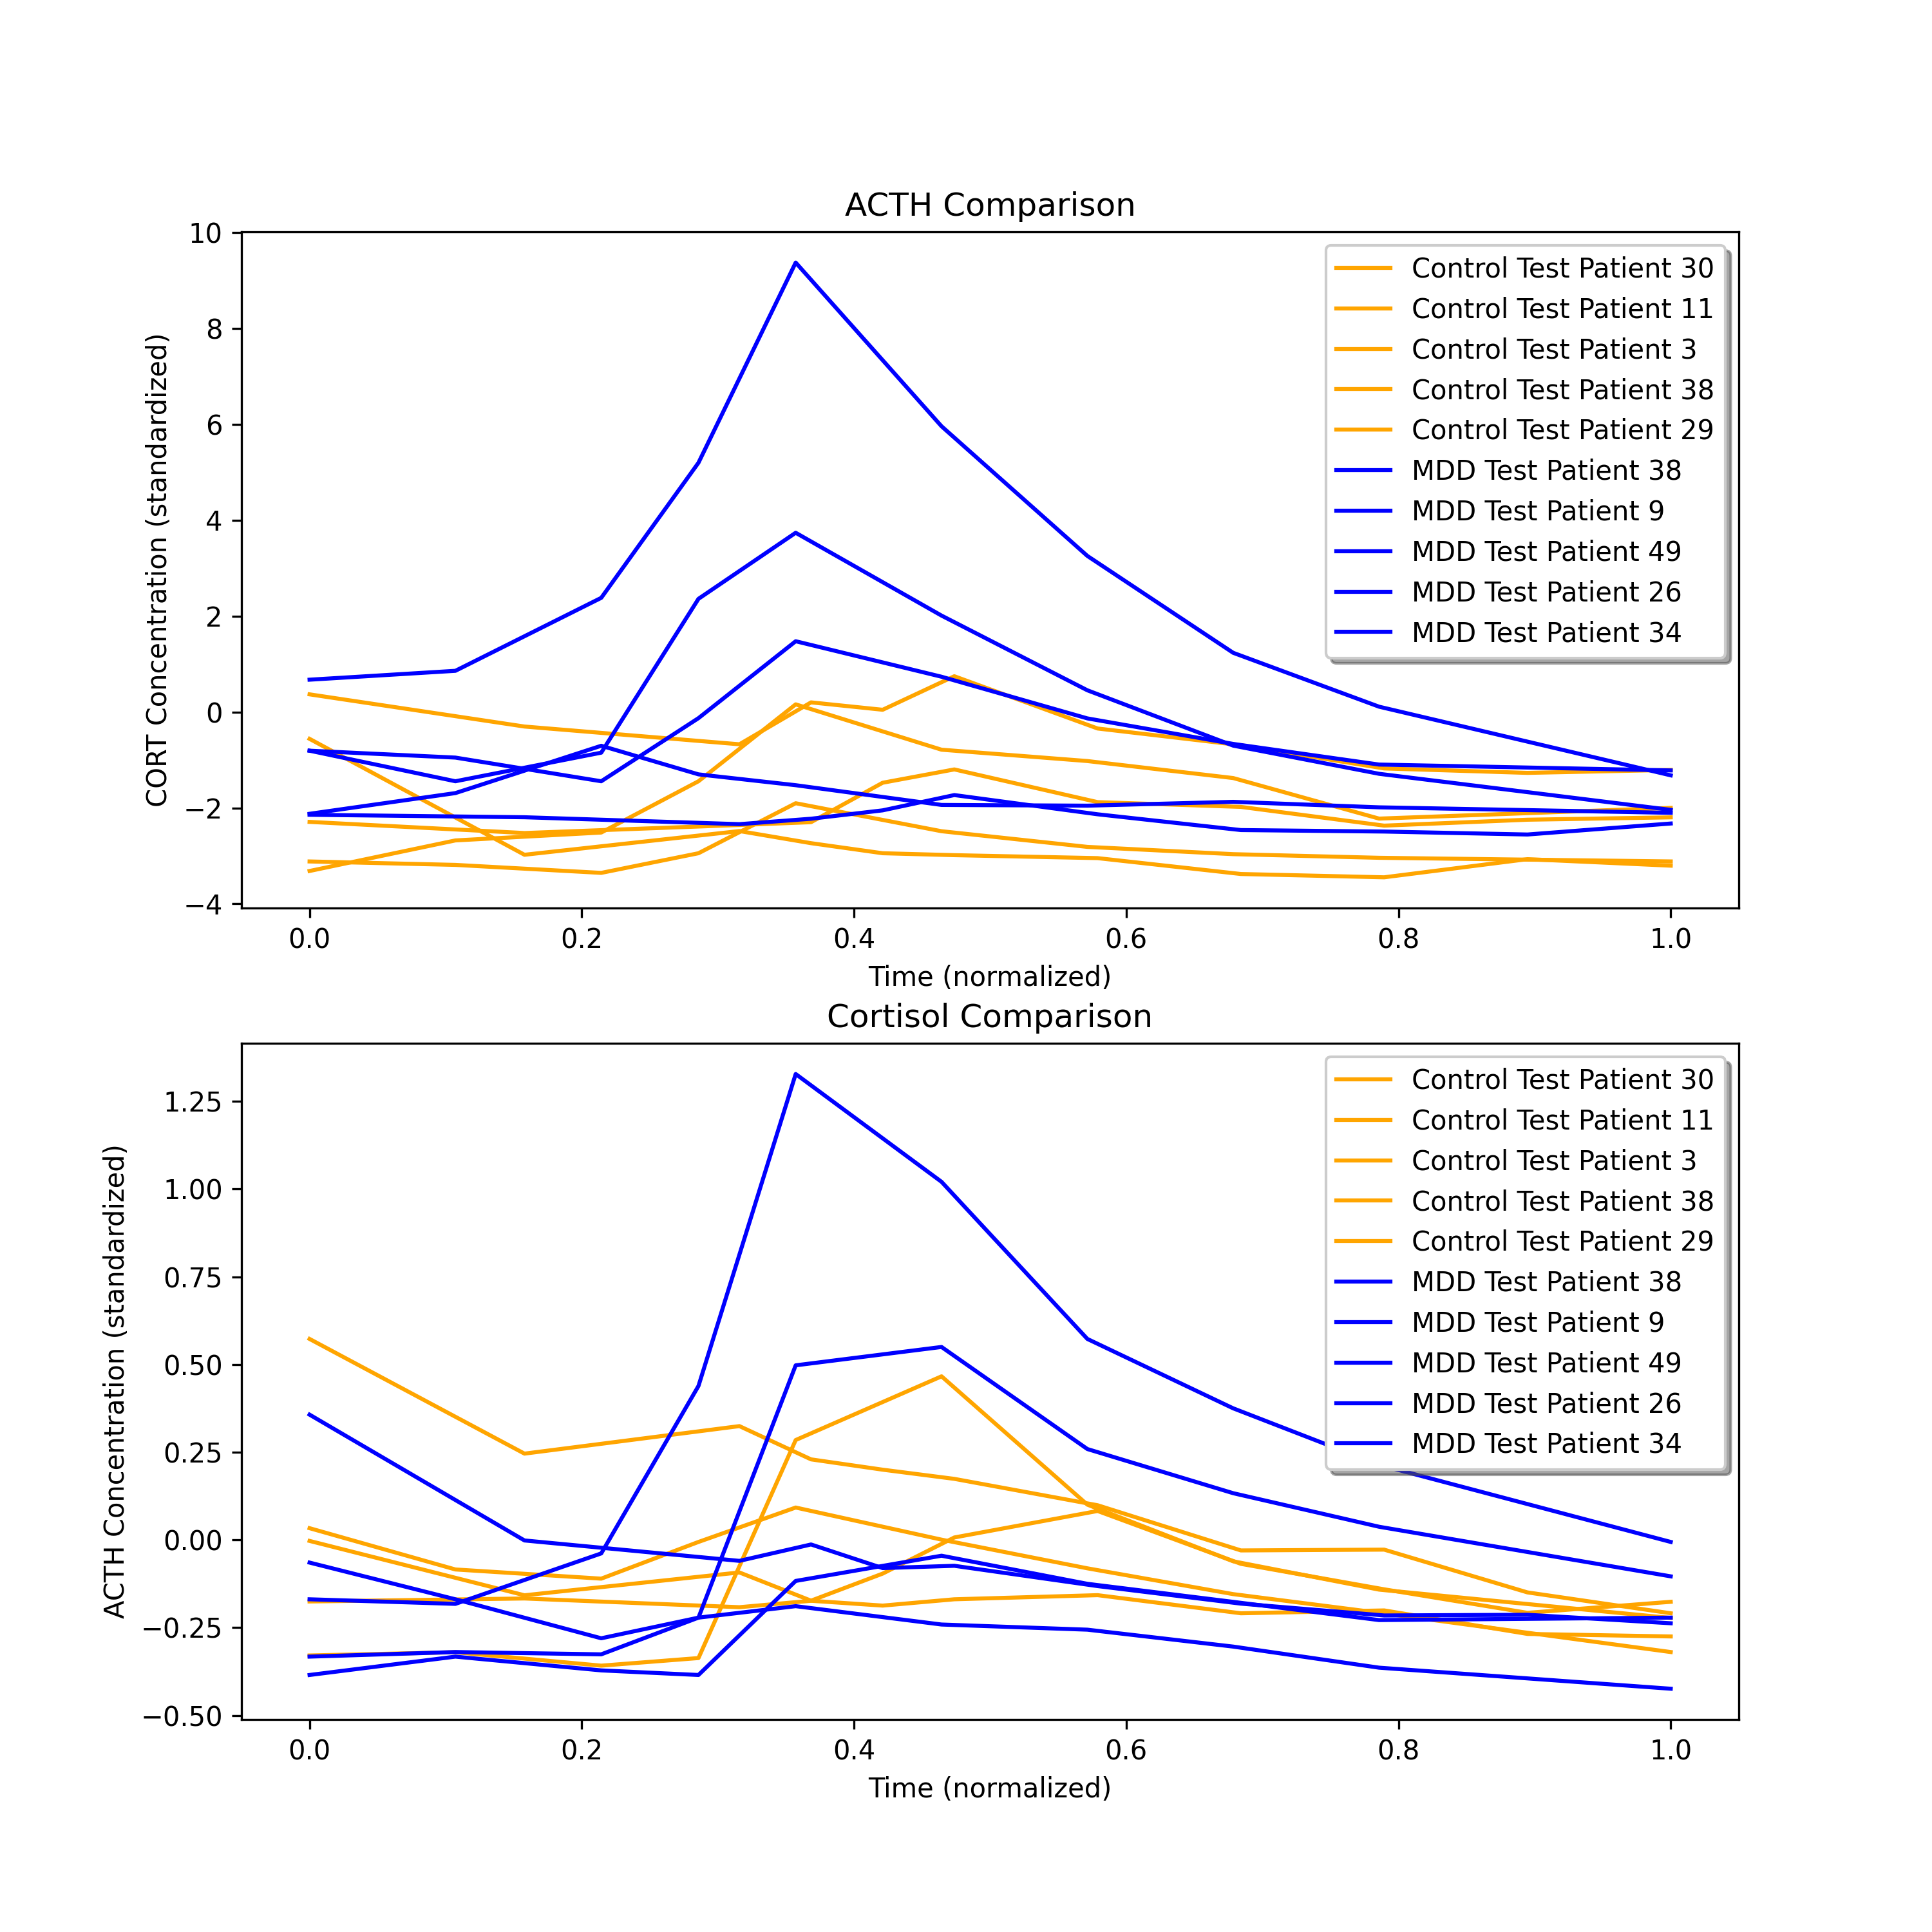 ACTH Comparison
CORT Concentration (standardized)
10
8
6
4
2
0
−2
−4
Control Test Patient 30
Control Test Patient 11
Control Test Patient 3
Control Test Patient 38
Control Test Patient 29
MDD Test Patient 38
MDD Test Patient 9
MDD Test Patient 49
MDD Test Patient 26
MDD Test Patient 34
0.0 0.2 0.4 0.6 0.8 1.0
Time (normalized)
Cortisol Comparison
ACTH Concentration (standardized)
1.25
1.00
0.75
0.50
0.25
0.00
−0.25
−0.50
Control Test Patient 30
Control Test Patient 11
Control Test Patient 3
Control Test Patient 38
Control Test Patient 29
MDD Test Patient 38
MDD Test Patient 9
MDD Test Patient 49
MDD Test Patient 26
MDD Test Patient 34
0.0 0.2 0.4 0.6 0.8 1.0
Time (normalized)